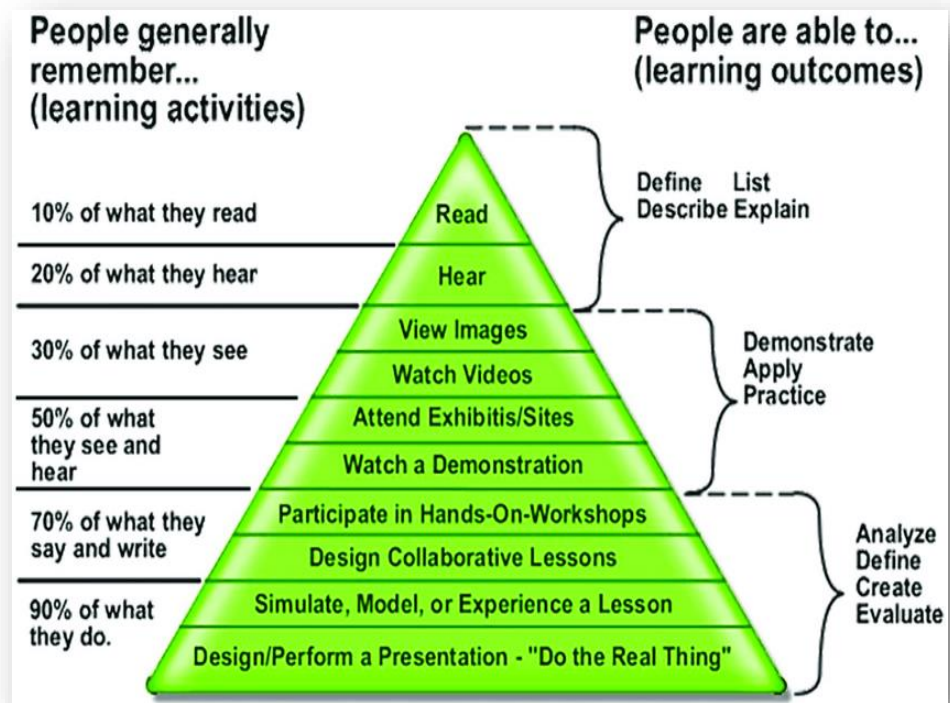 People generally
remember...
(learning activities)
People are able to...
(learning outcomes)
10% of what they read
20% of what they hear
30% of what they see
50% of what
they see and
hear
70% of what they
say and write
90% of what
they do.
Read
Hear
View Images
Watch Videos
Attend Exhibitis/Sites
Watch a Demonstration
Participate in Hands-On-Workshops
Design Collaborative Lessons
Simulate, Model, or Experience a Lesson
Design/Perform a Presentation - "Do the Real Thing"
Define List
Describe Explain
Demonstrate
Apply
Practice
Analyze
Define
Create
Evaluate